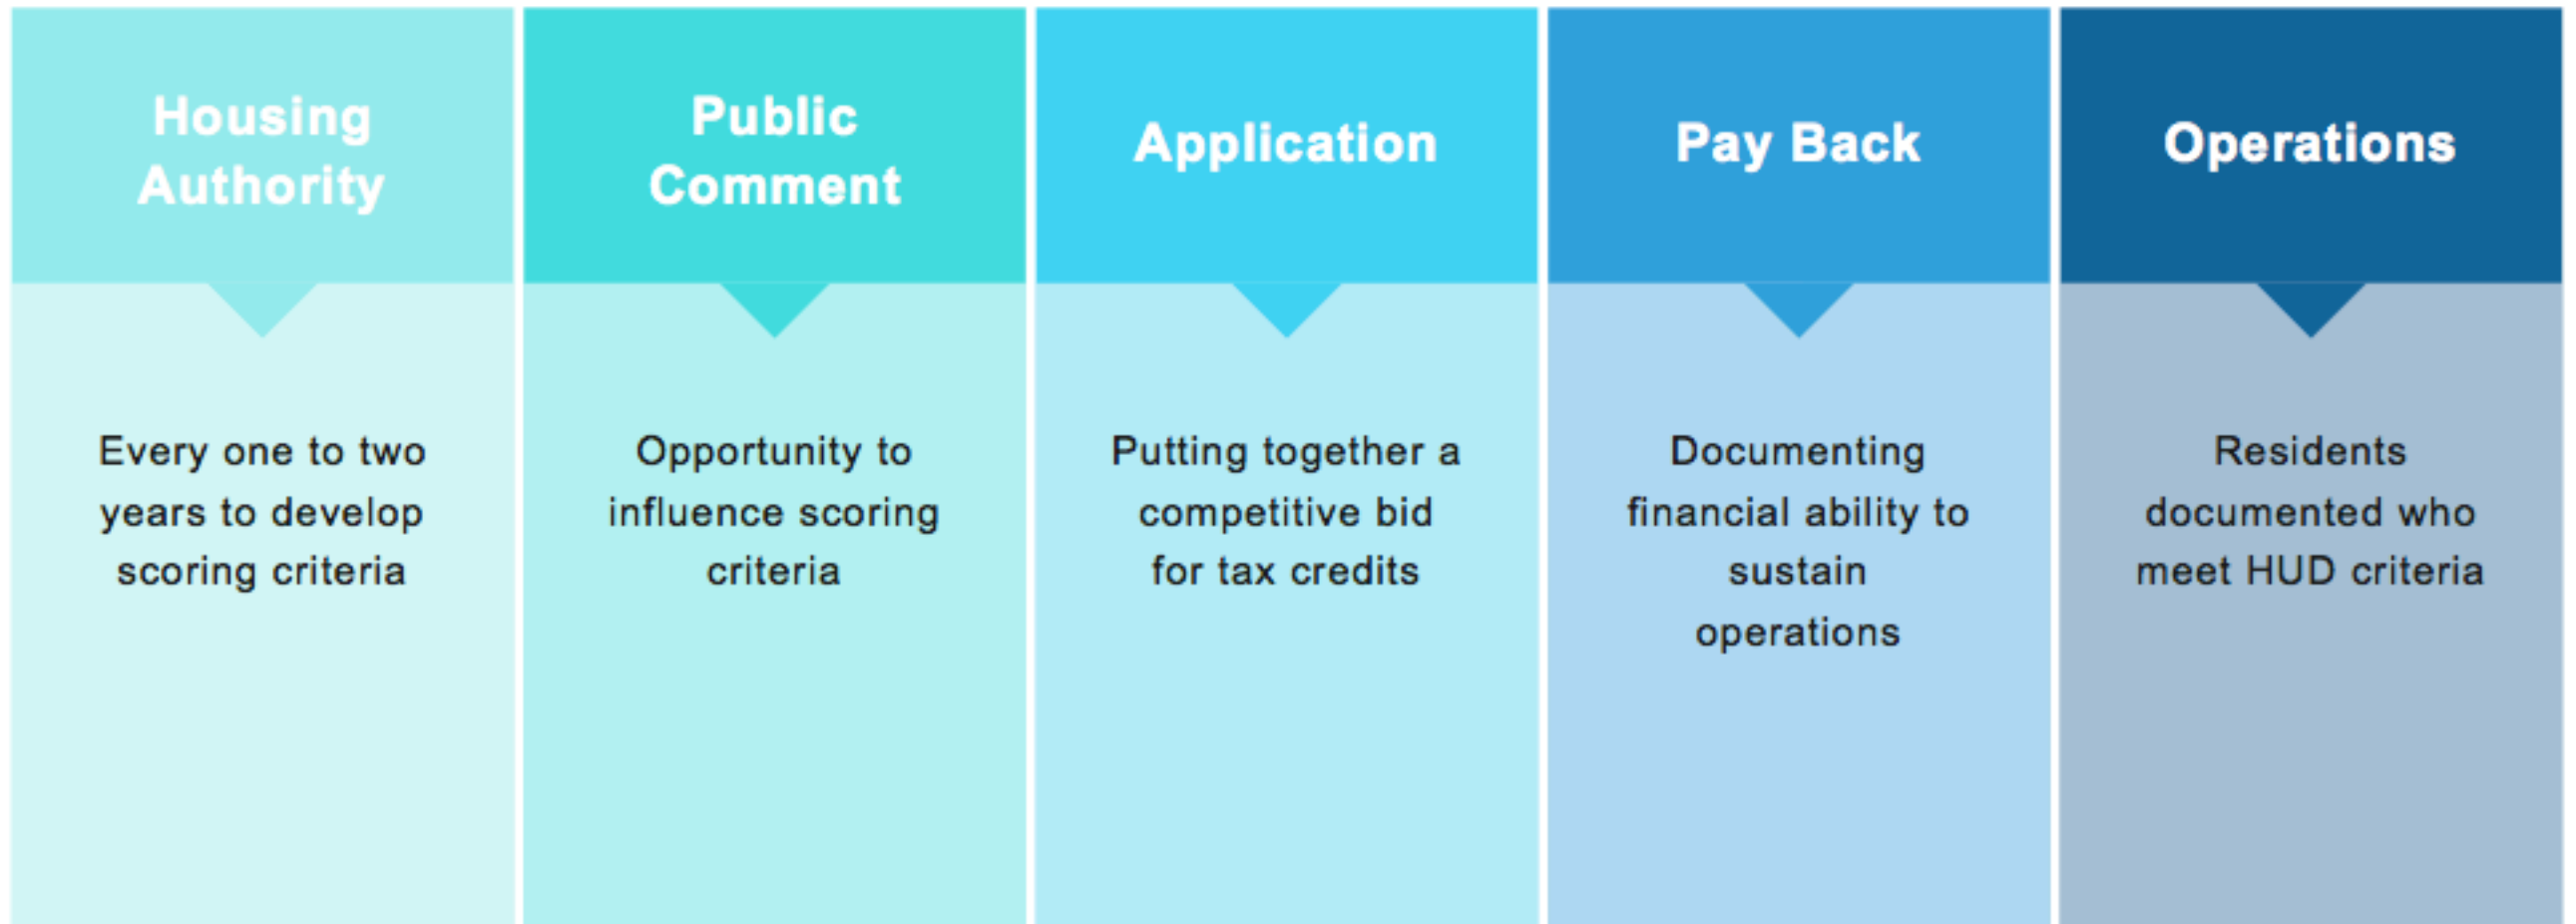 Housing
Authority
Every one to two
years to develop
scoring criteria
Public
Comment
Opportunity to
influence scoring
criteria
Application
Putting together a
competitive bid
for tax credits
Pay Back
Documenting
financial ability to
sustain
operations
Operations
Residents
documented who
meet HUD criteria